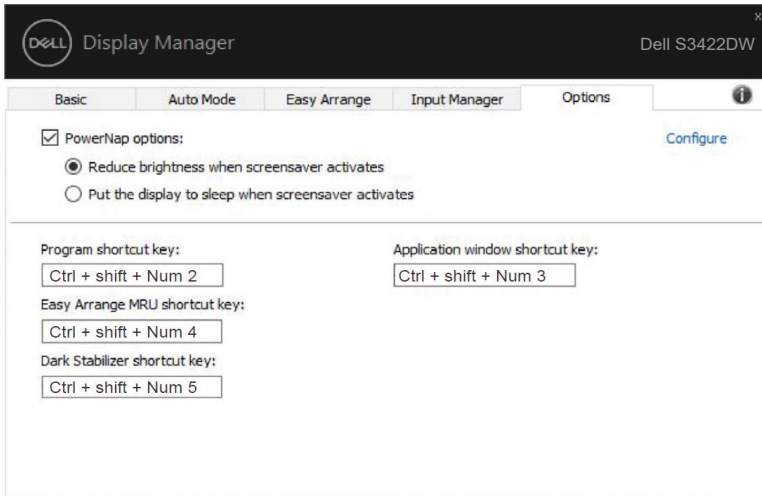 x
DELL Display Manager Dell S3422DW
Basic Auto Mode Easy Arrange Input Manager Options i
PowerNap options: Configure
Reduce brightness when screensaver activates
Put the display to sleep when screensaver activates
Program shortcut key: Application window shortcut key:
Ctrl + shift + Num 2 Ctrl + shift + Num 3
Easy Arrange MRU shortcut key:
Ctrl + shift + Num 4
Dark Stabilizer shortcut key:
Ctrl + shift + Num 5